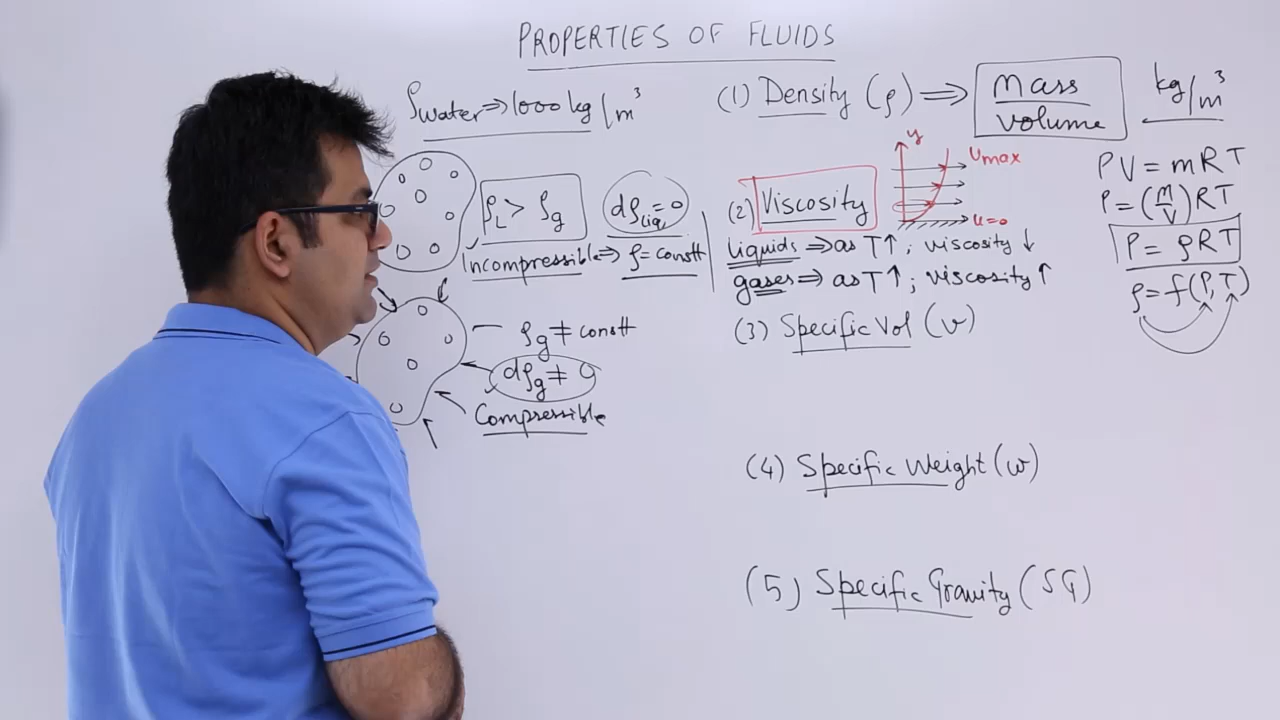 PROPERTIES OF FLUIDS
ρwater ⇒ 1000 kg/m³
ρL > ρg
dρLiq = 0
Incompressible ⇒ ρ = constt
ρg ≠ constt
dρg ≠ 0
Compressible
(1) Density (ρ) ⟹ mass/volume kg/m³
(2) Viscosity
y
Umax
u=0
liquids ⇒ as T↑ ; viscosity ↓
gases ⇒ as T↑ ; viscosity ↑
(3) Specific Vol (v)
(4) Specific Weight (w)
(5) Specific Gravity (SG)
PV = mRT
P = (m/V)RT
P = ρRT
ρ = f(P,T)